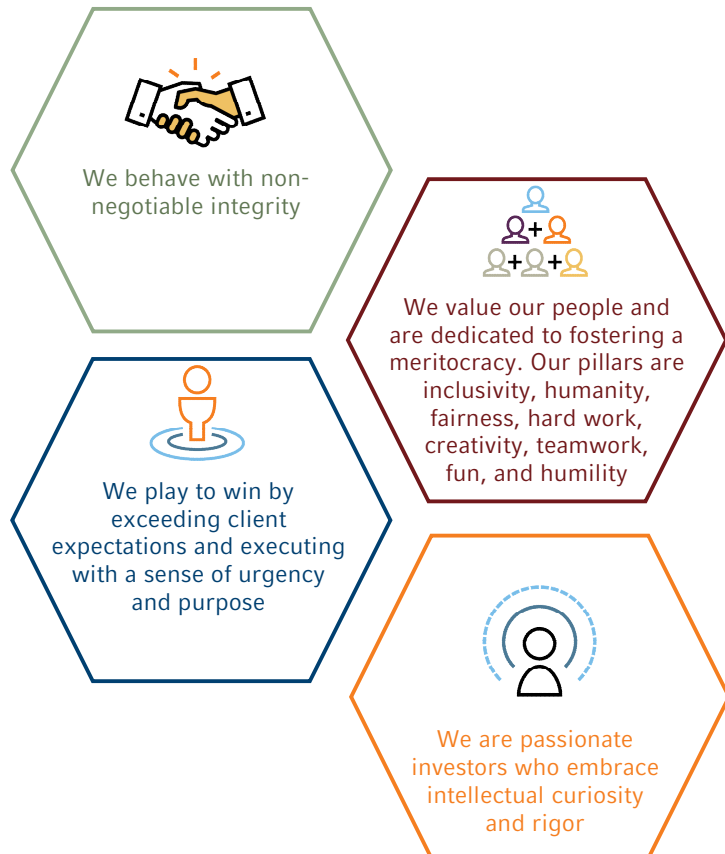 We behave with non-
negotiable integrity
We value our people and
are dedicated to fostering a
meritocracy. Our pillars are
inclusivity, humanity,
fairness, hard work,
creativity, teamwork,
fun, and humility
We play to win by
exceeding client
expectations and executing
with a sense of urgency
and purpose
We are passionate
investors who embrace
intellectual curiosity
and rigor